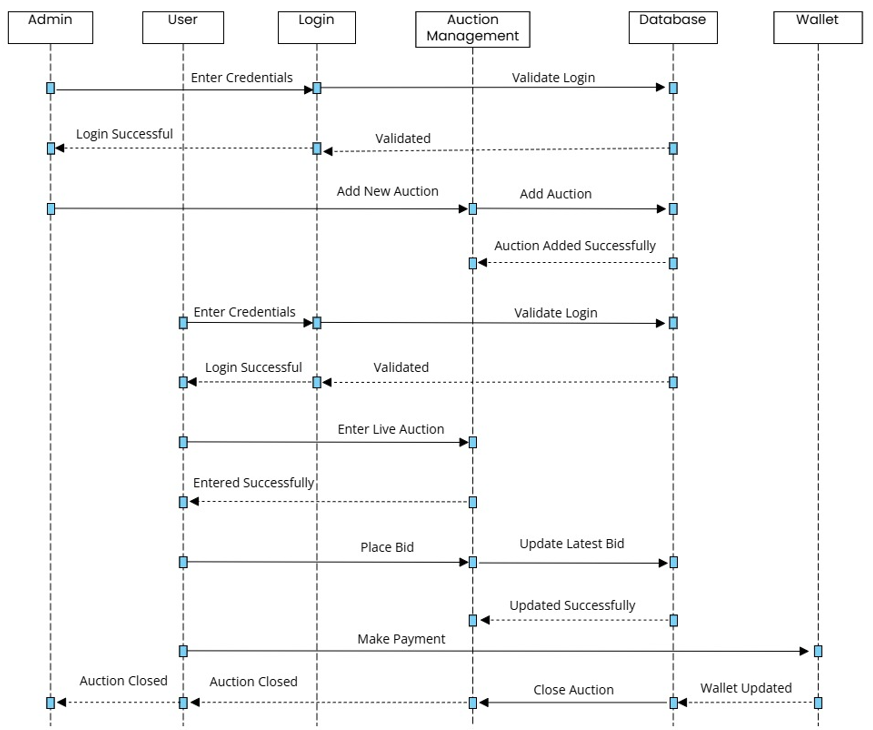 Admin
User
Login
Auction
Management
Database
Wallet
Enter Credentials
Validate Login
Login Successful
Validated
Add New Auction
Add Auction
Auction Added Successfully
Enter Credentials
Validate Login
Login Successful
Validated
Enter Live Auction
Entered Successfully
Place Bid
Update Latest Bid
Updated Successfully
Make Payment
Auction Closed
Auction Closed
Close Auction
Wallet Updated